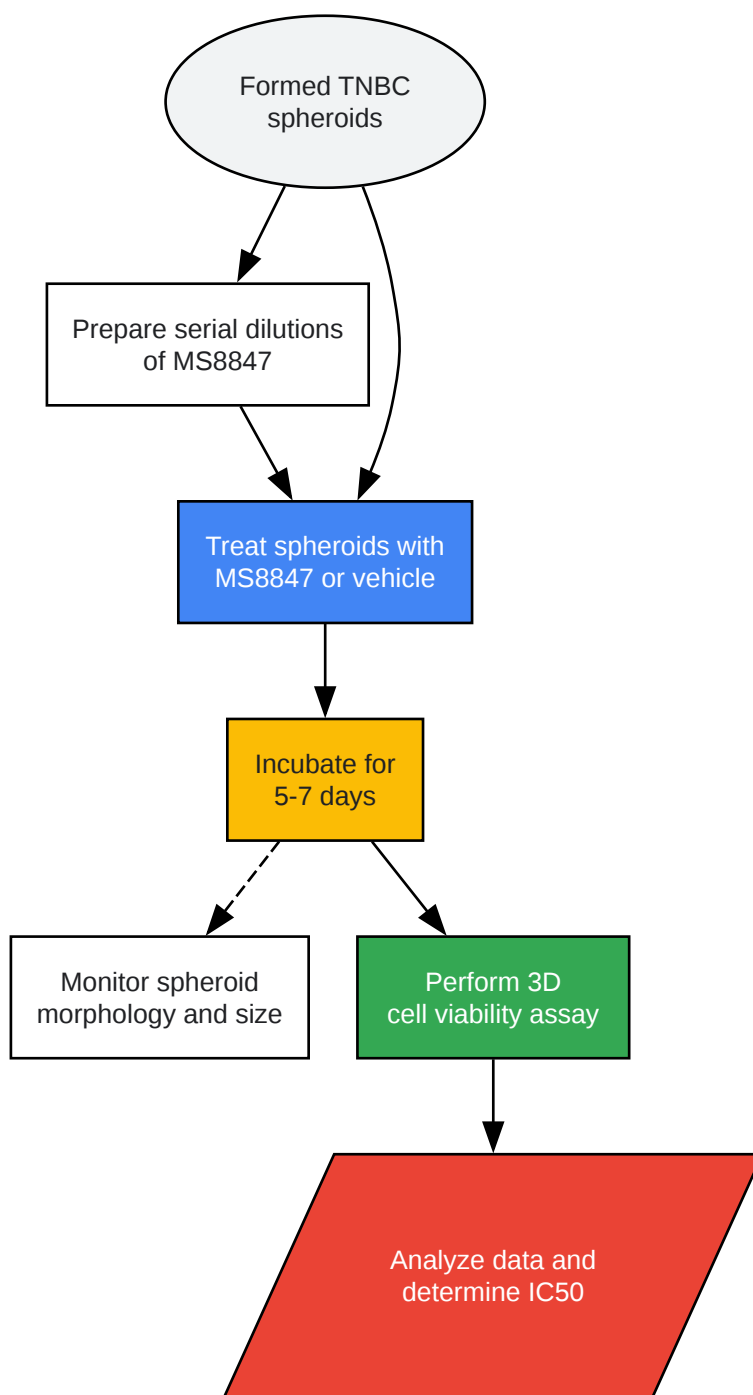 Formed TNBC
spheroids
Prepare serial dilutions
of MS8847
Treat spheroids with
MS8847 or vehicle
Incubate for
5-7 days
Monitor spheroid
morphology and size
Perform 3D
cell viability assay
Analyze data and
determine IC50